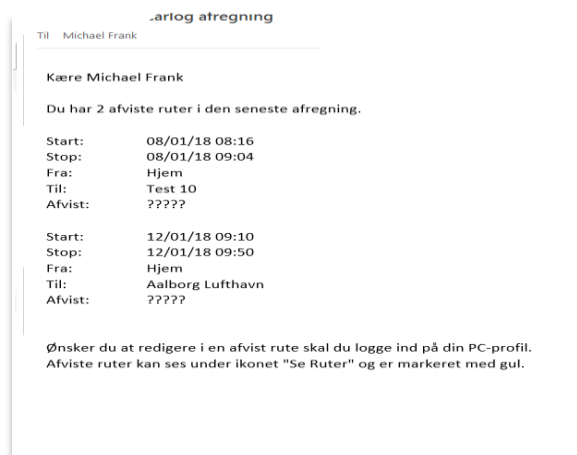 afregning
Til Michael Frank
Kære Michael Frank
Du har 2 afviste ruter i den seneste afregning.
Start: 08/01/18 08:16
Stop: 08/01/18 09:04
Fra: Hjem
Til: Test 10
Afvist: ?????
Start: 12/01/18 09:10
Stop: 12/01/18 09:50
Fra: Hjem
Til: Aalborg Lufthavn
Afvist: ?????
Ønsker du at redigere i en afvist rute skal du logge ind på din PC-profil.
Afviste ruter kan ses under ikonet "Se Ruter" og er markeret med gul.